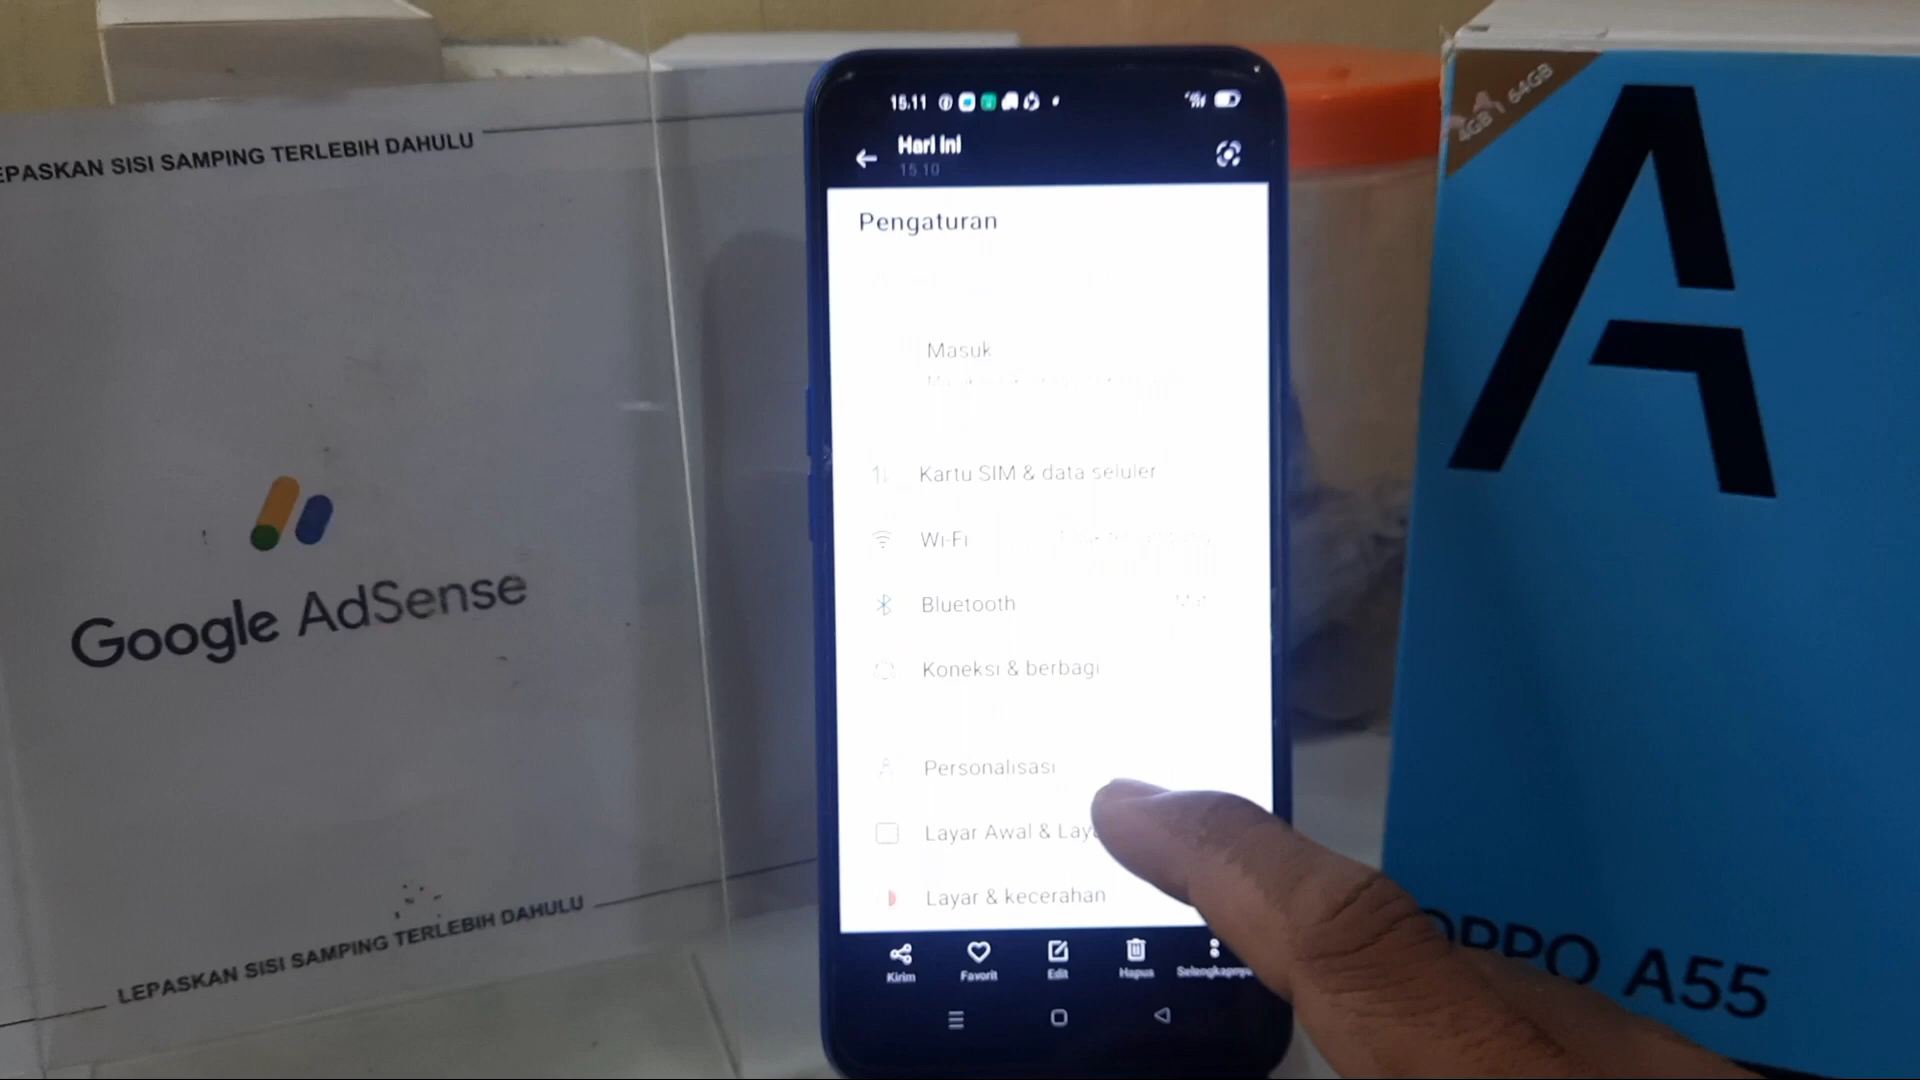 EPASKAN SISI SAMPING TERLEBIH DAHULU
Google AdSense
LEPASKAN SISI SAMPING TERLEBIH DAHULU
15.11
Hari ini
15.10
Pengaturan
Masuk
Kartu SIM & data seluler
Wi-Fi
Bluetooth
Koneksi & berbagi
Personalisasi
Layar Awal & Lay
Layar & kecerahan
Kirim
Favorit
Edit
Hapus
Selengkapnya
4GB | 64GB
A
OPPO A55